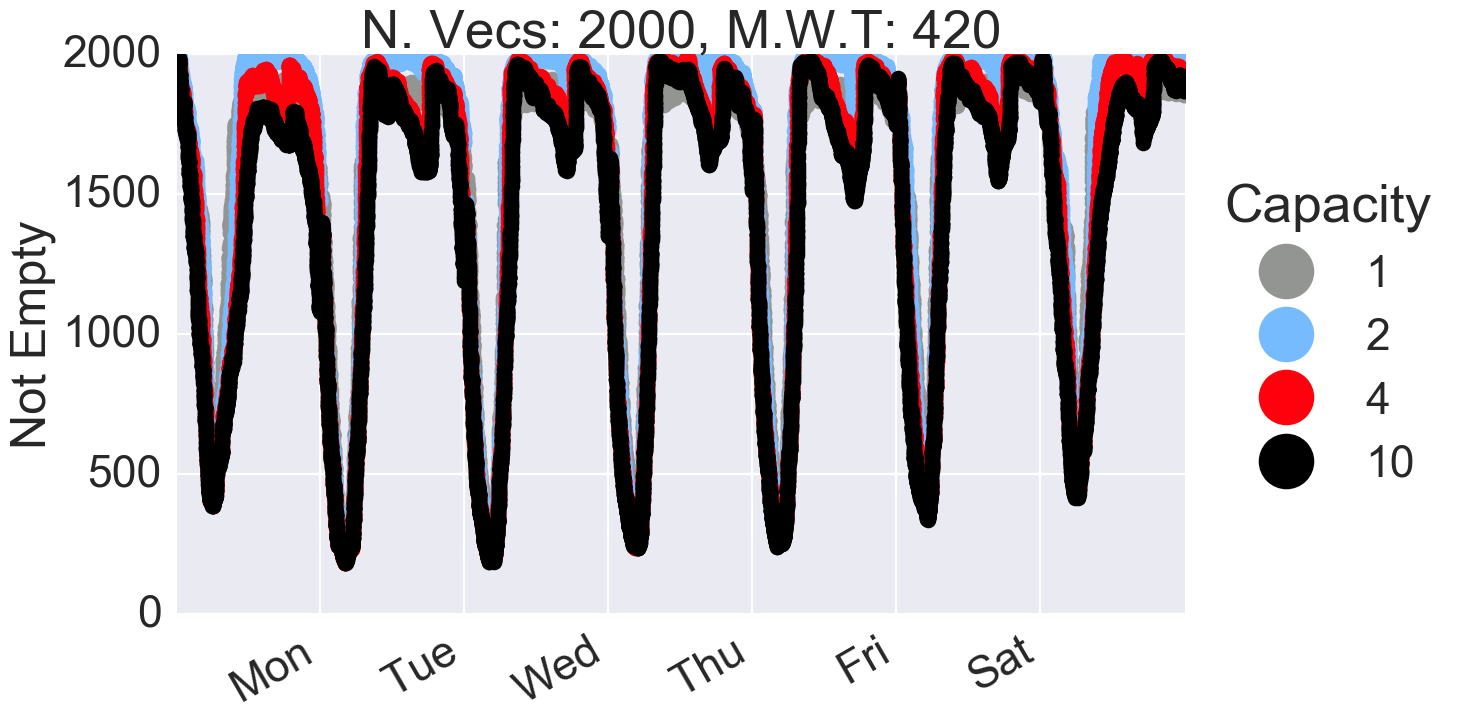 N. Vecs: 2000, M.W.T: 420
2000
1500
1000
500
0
Not Empty
Mon
Tue
Wed
Thu
Fri
Sat
Capacity
1
2
4
10